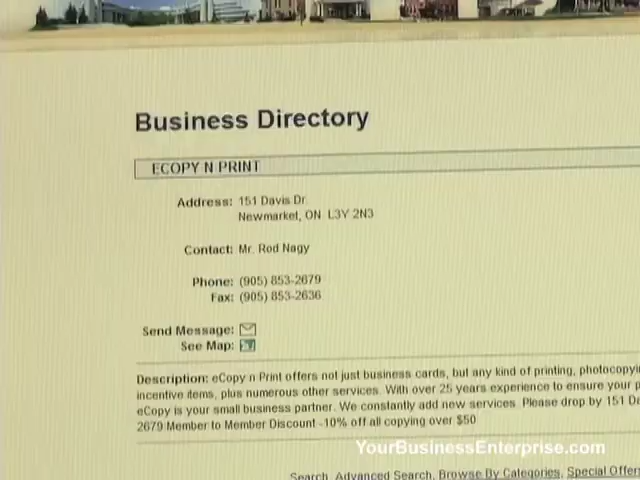 Business Directory
ECOPY N PRINT
Address: 151 Davis Dr.
Newmarket, ON L3Y 2N3
Contact: Mr. Rod Nagy
Phone: (905) 853-2679
Fax: (905) 853-2636
Send Message:
See Map:
Description: eCopy n Print offers not just business cards, but any kind of printing, photocopyi
incentive items, plus numerous other services. With over 25 years experience to ensure your p
eCopy is your small business partner. We constantly add new services. Please drop by 151 D
2679 Member to Member Discount -10% off all copying over $50
YourBusinessEnterprise.com
Search, Advanced Search, Browse By Categories, Special Offer